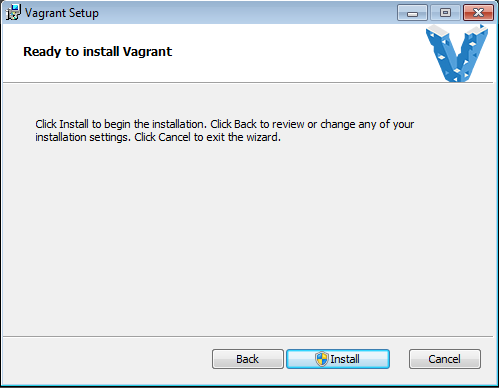 Vagrant Setup
Ready to install Vagrant
Click Install to begin the installation. Click Back to review or change any of your
installation settings. Click Cancel to exit the wizard.
Back Install Cancel